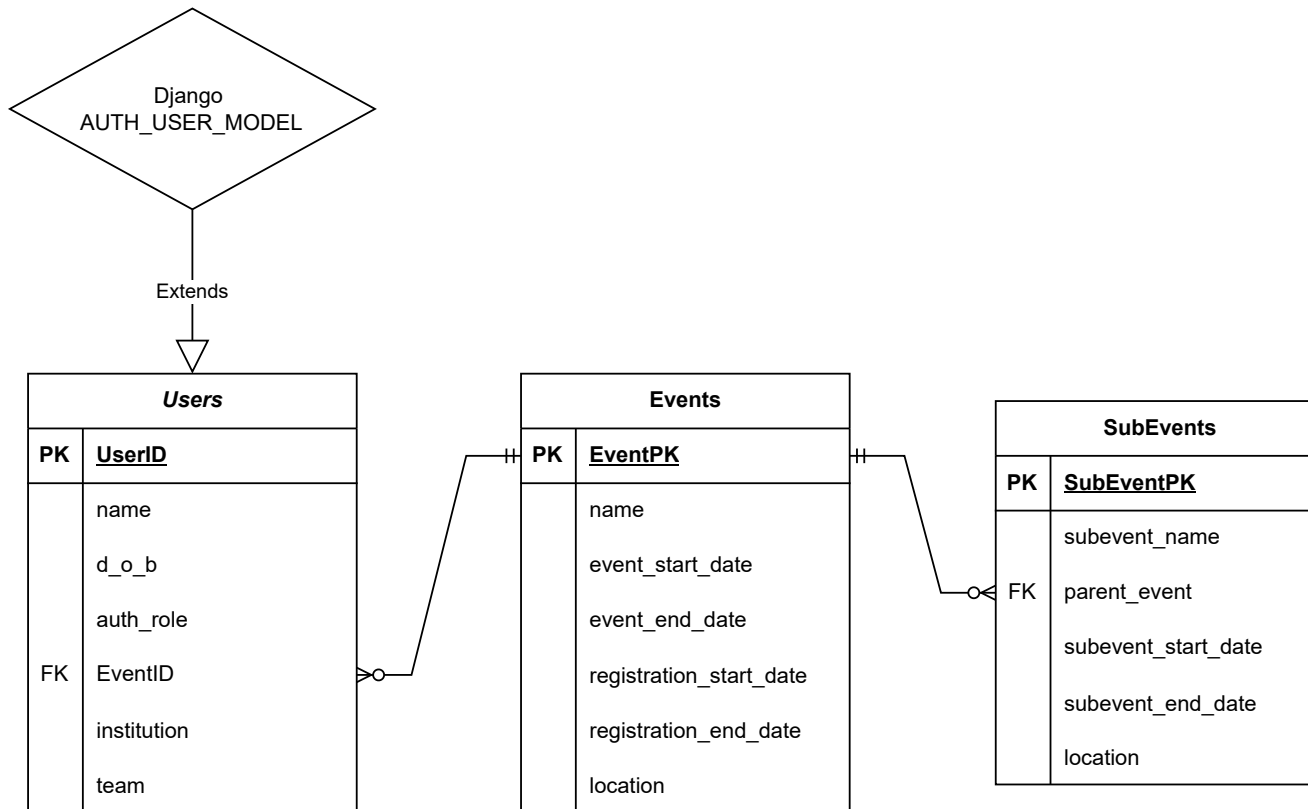 Django
AUTH_USER_MODEL
Extends
Users
PK UserID
name
d_o_b
auth_role
FK EventID
institution
team
Events
PK EventPK
name
event_start_date
event_end_date
registration_start_date
registration_end_date
location
SubEvents
PK SubEventPK
subevent_name
FK parent_event
subevent_start_date
subevent_end_date
location